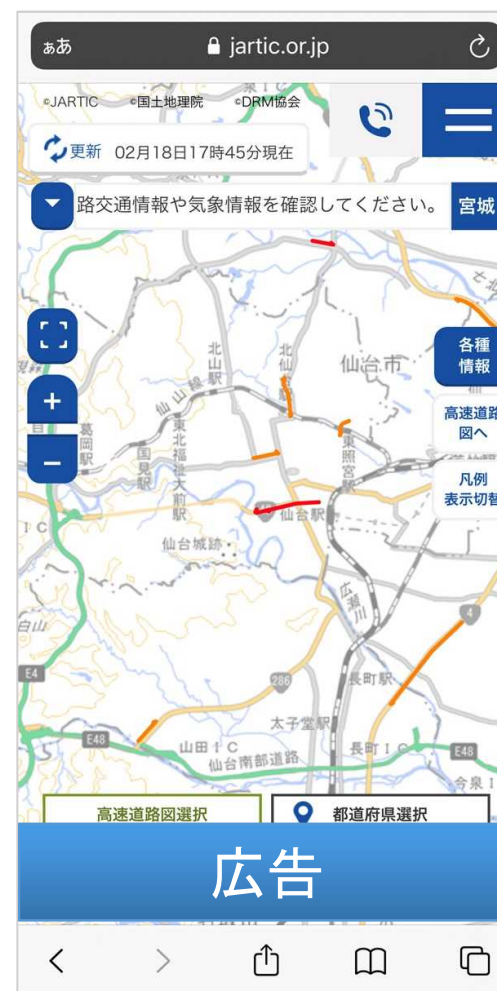 ぁあ
jartic.or.jp
©JARTIC ©国土地理院 ©DRM協会
更新 02月18日17時45分現在
路交通情報や気象情報を確認してください。
宮城
各種
情報
高速道路
図へ
凡例
表示切替
仙台市
北山駅
仙山線
葛岡駅
国見駅
東北福祉大前駅
東照宮駅
仙台駅
仙台城跡
広瀬川
IC
白山
4
E4
286
長町駅
太子堂駅
E48
山田IC
仙台南部道路
長町IC
E48
今泉I
高速道路図選択
都道府県選択
広告